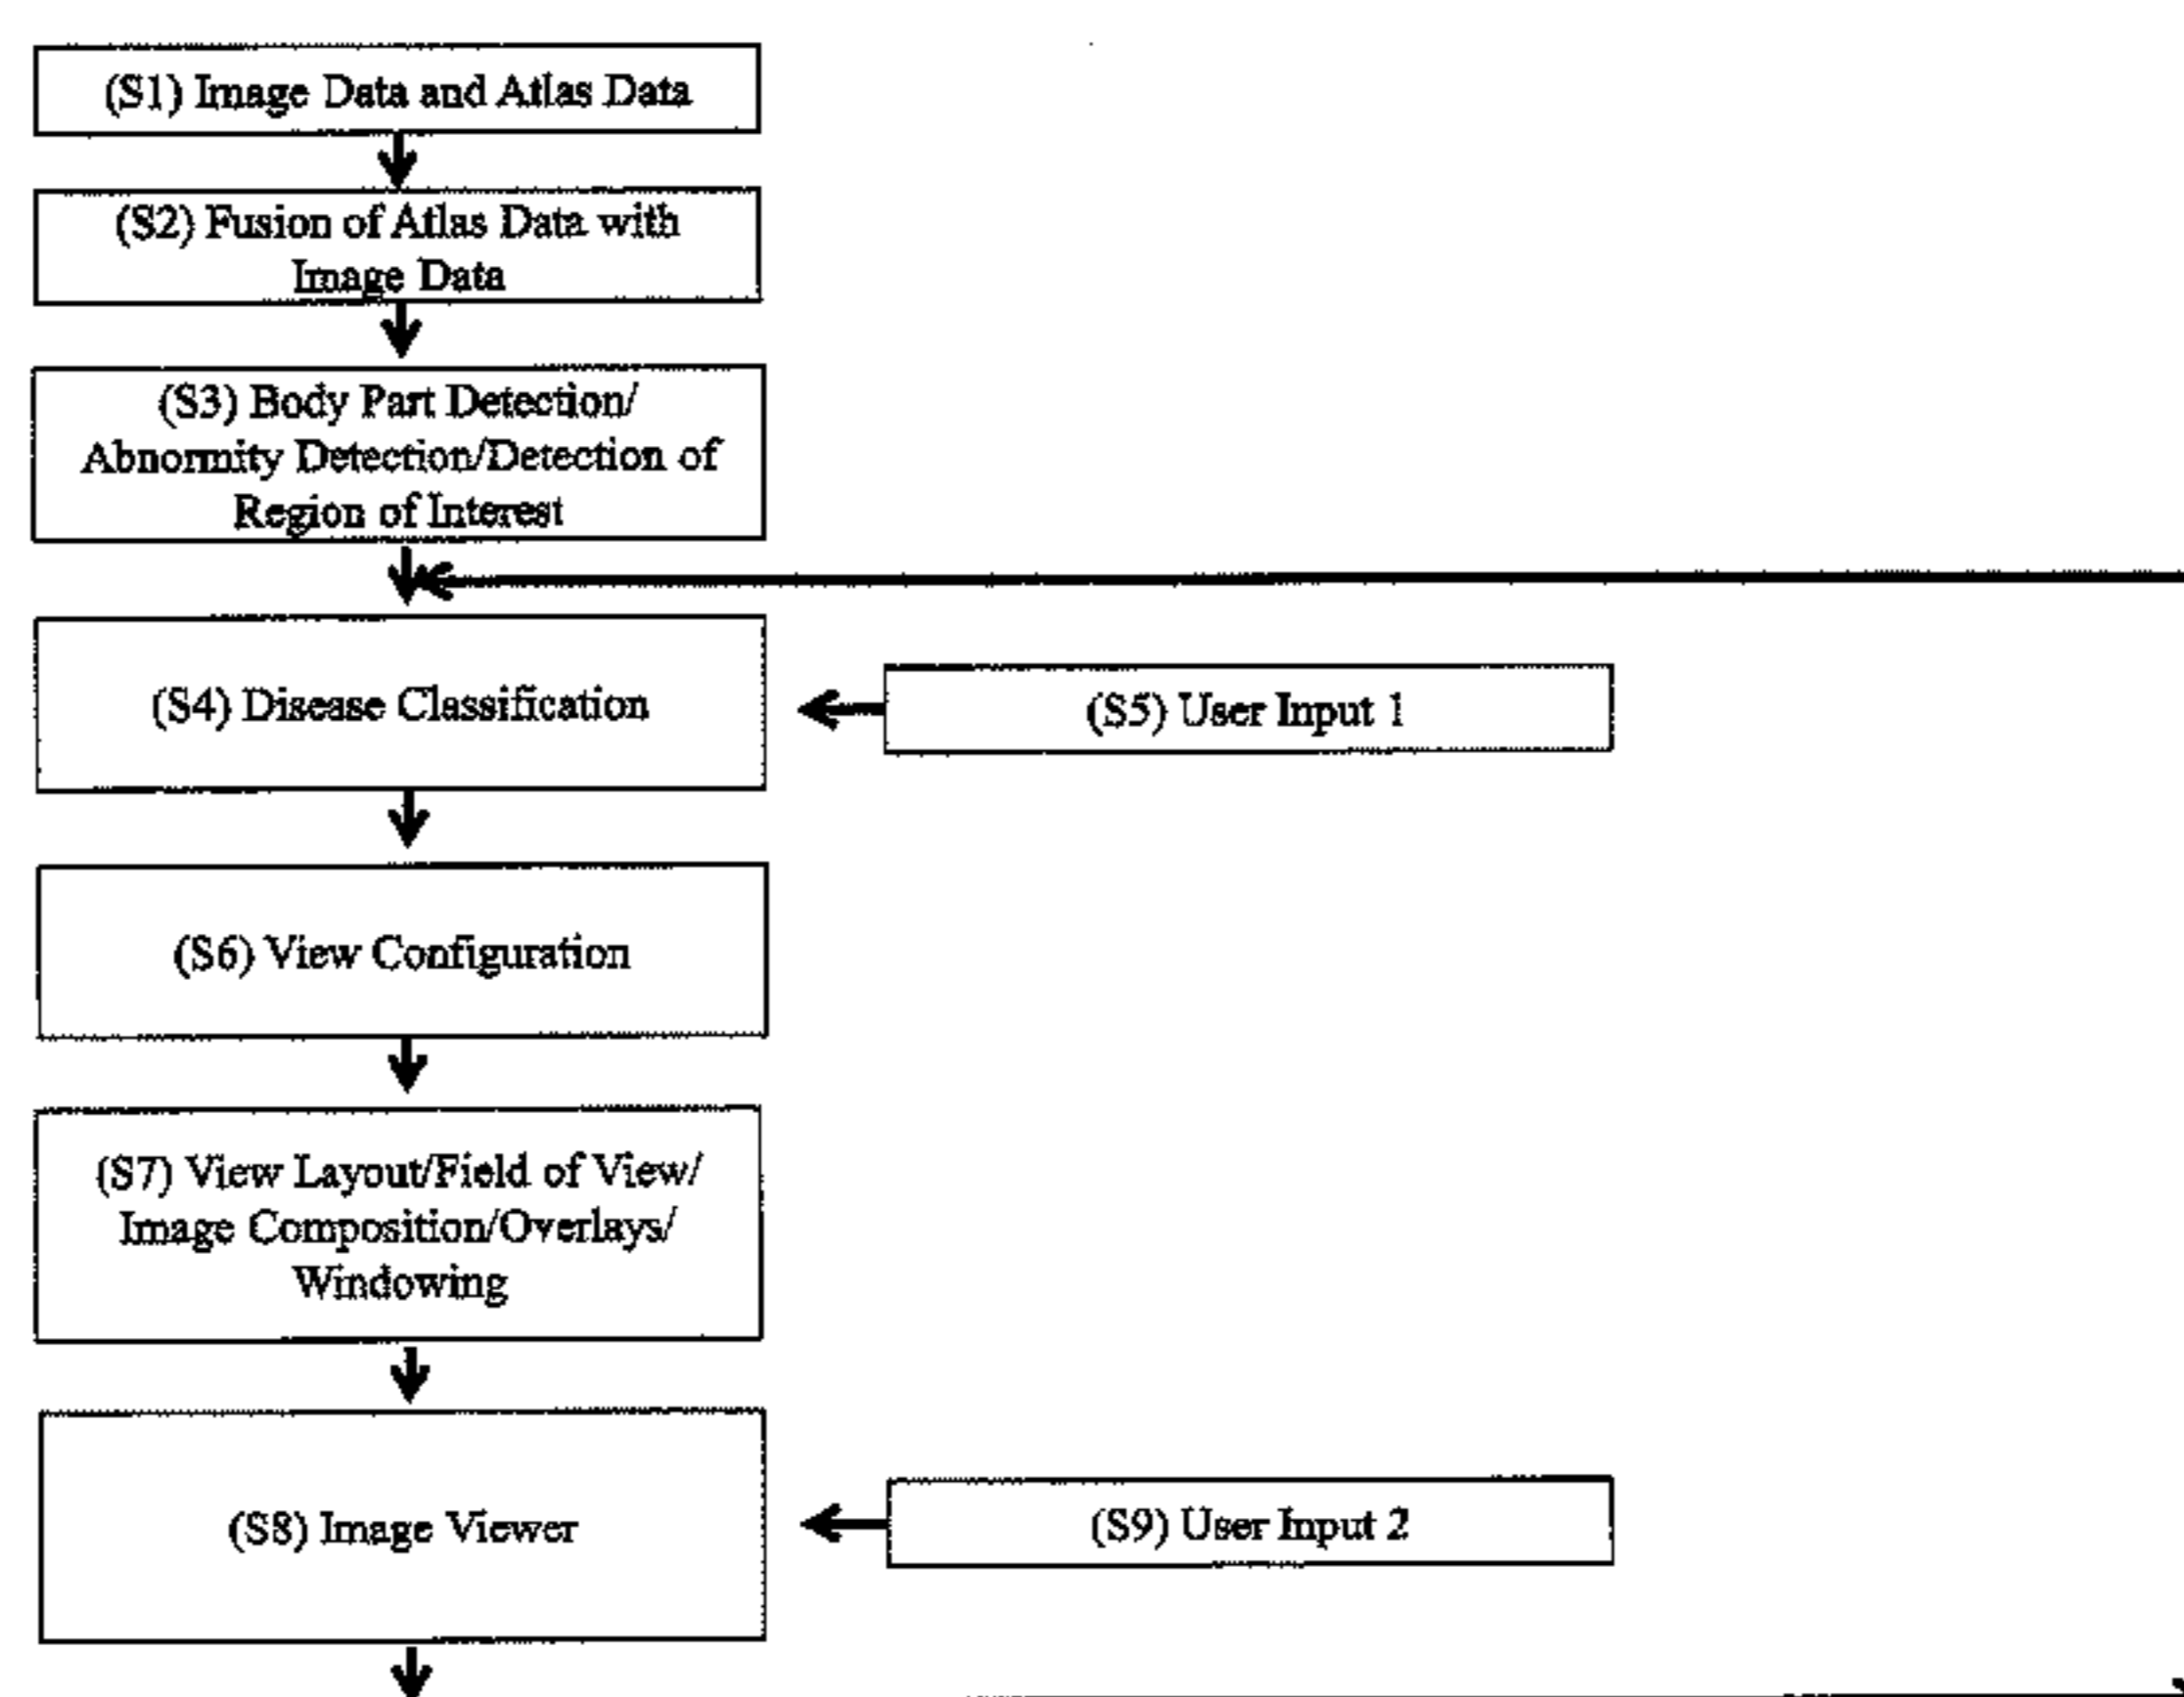 (S1) Image Data and Atlas Data
(S2) Fusion of Atlas Data with
Image Data
(S3) Body Part Detection/
Abnormity Detection/Detection of
Region of Interest
(S4) Disease Classification
(S5) User Input 1
(S6) View Configuration
(S7) View Layout/Field of View/
Image Composition/Overlays/
Windowing
(S8) Image Viewer
(S9) User Input 2